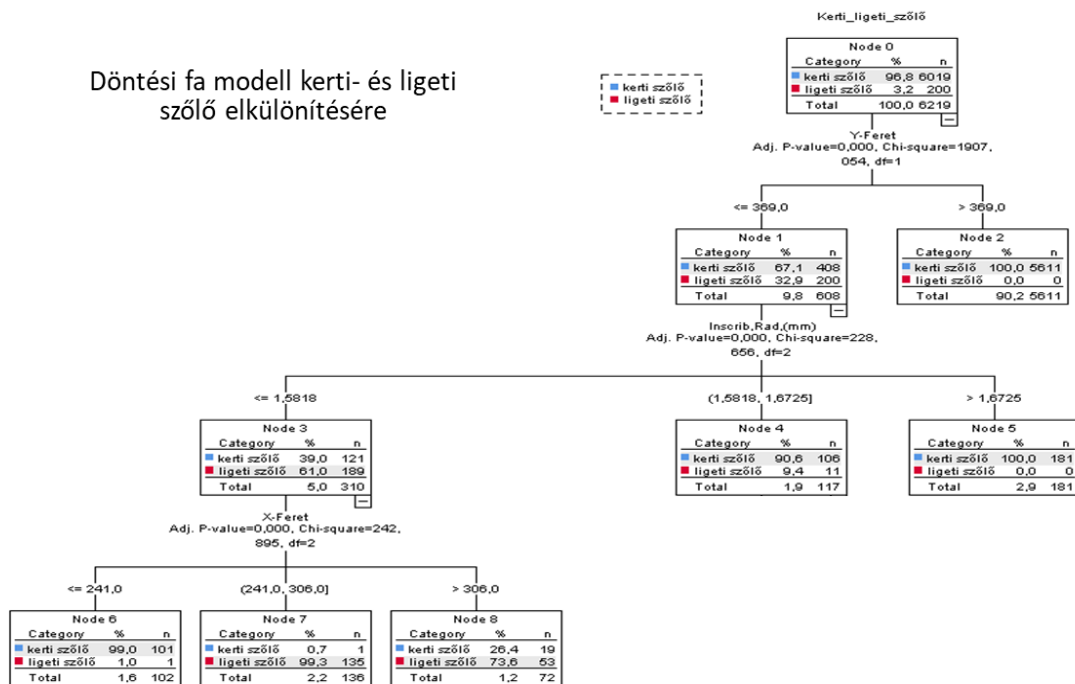 Döntési fa modell kerti- és ligeti
szőlő elkülönítésére
kerti szőlő
ligeti szőlő
Kerti_ligeti_szőlő
Node 0
Category % n
kerti szőlő 96,8 6019
ligeti szőlő 3,2 200
Total 100,0 6219
Y-Feret
Adj. P-value=0,000, Chi-square=1907,
054, df=1
<= 369,0
> 369,0
Node 1
Category % n
kerti szőlő 67,1 408
ligeti szőlő 32,9 200
Total 9,8 608
Node 2
Category % n
kerti szőlő 100,0 5611
ligeti szőlő 0,0 0
Total 90,2 5611
Inscrib,Rad,(mm)
Adj. P-value=0,000, Chi-square=228,
656, df=2
<= 1,5818
(1,5818, 1,6725]
> 1,6725
Node 3
Category % n
kerti szőlő 39,0 121
ligeti szőlő 61,0 189
Total 5,0 310
Node 4
Category % n
kerti szőlő 90,6 106
ligeti szőlő 9,4 11
Total 1,9 117
Node 5
Category % n
kerti szőlő 100,0 181
ligeti szőlő 0,0 0
Total 2,9 181
X-Feret
Adj. P-value=0,000, Chi-square=242,
895, df=2
<= 241,0
(241,0, 306,0]
> 306,0
Node 6
Category % n
kerti szőlő 99,0 101
ligeti szőlő 1,0 1
Total 1,6 102
Node 7
Category % n
kerti szőlő 0,7 1
ligeti szőlő 99,3 135
Total 2,2 136
Node 8
Category % n
kerti szőlő 26,4 19
ligeti szőlő 73,6 53
Total 1,2 72